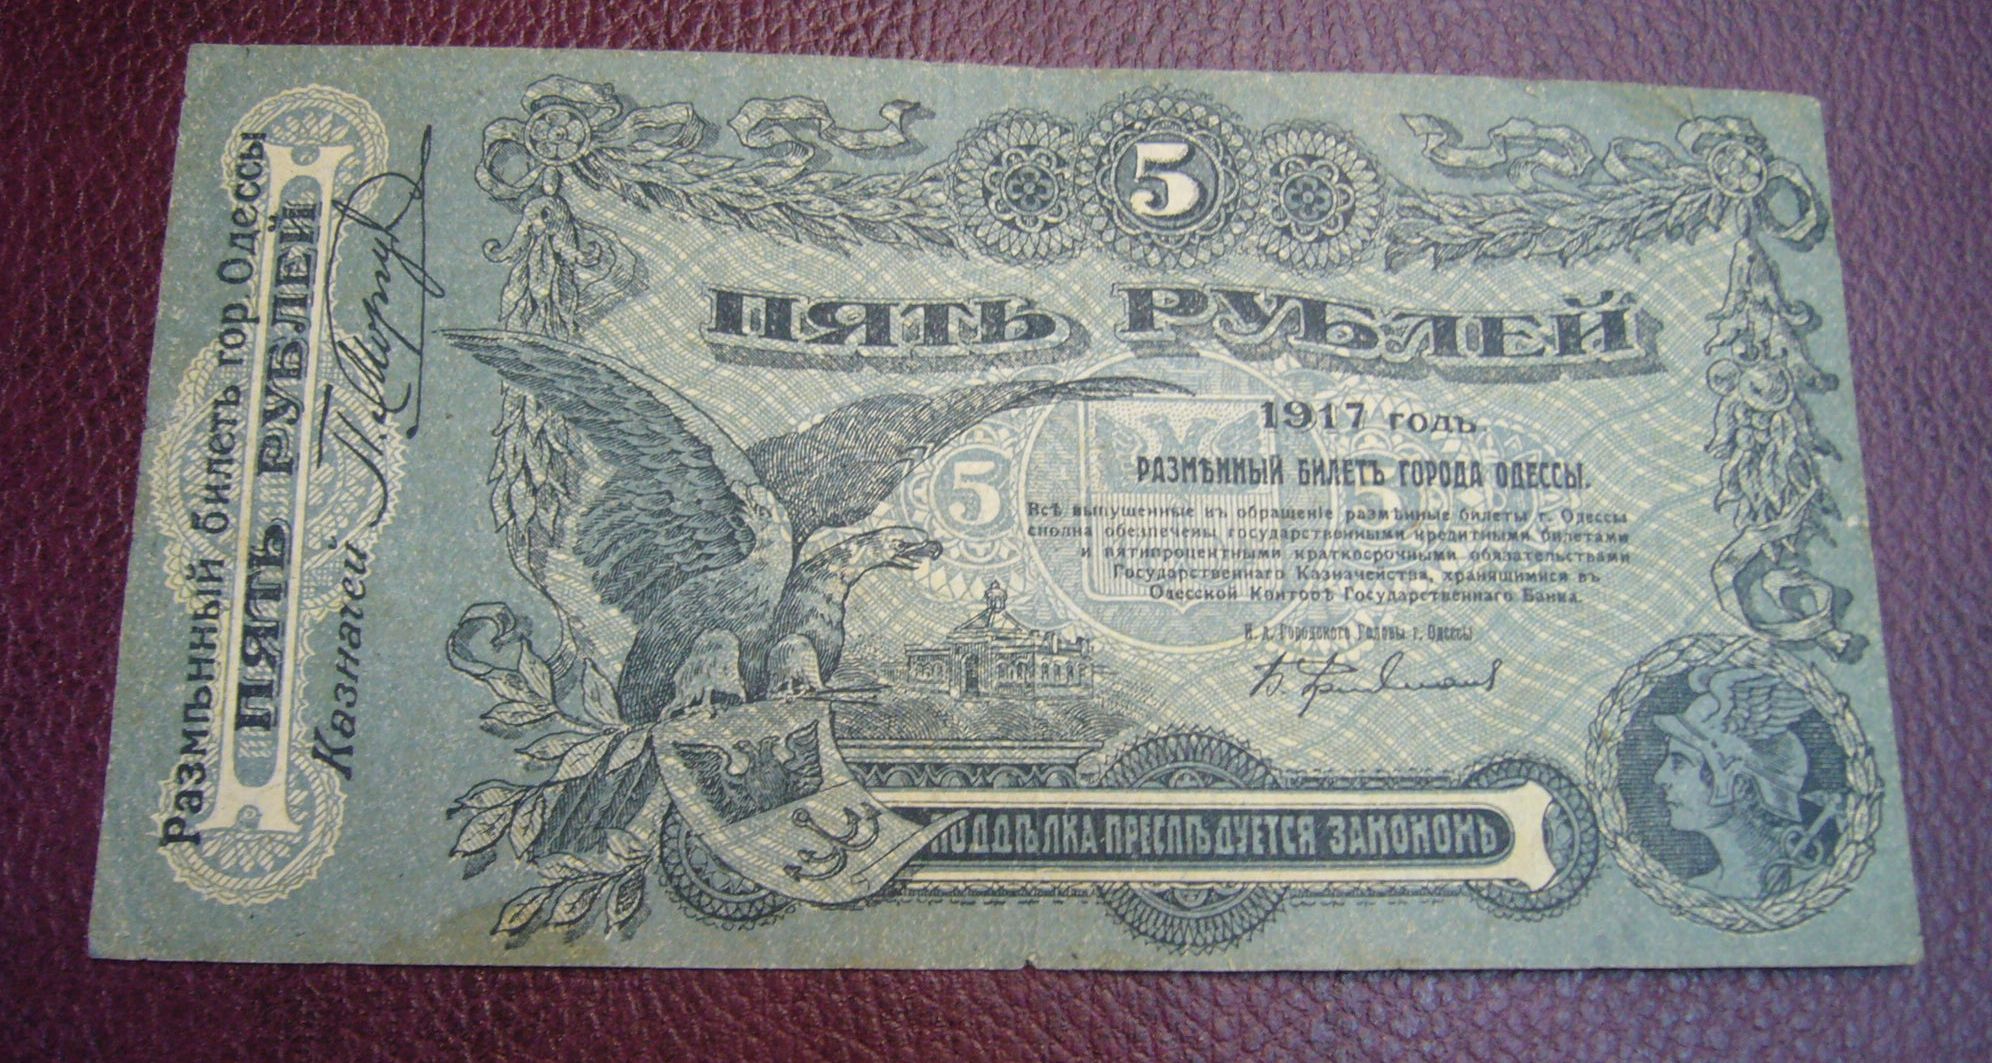 Размѣнный билетъ гор Одессы
ПЯТЬ РУБЛЕЙ
Казначей
5
ПЯТЬ РУБЛЕЙ
1917 годъ.
РАЗМѢННЫЙ БИЛЕТЪ ГОРОДА ОДЕССЫ.
5
5
Всѣ выпущенные въ обращеніе размѣнные билеты г. Одессы
сполна обезпечены государственными кредитными билетами
и пятипроцентными краткосрочными обязательствами
Государственнаго Казначейства, хранящимися въ
Одесской Конторѣ Государственнаго Банка.
И. д. Городского Головы г. Одессы
ПОДДѢЛКА·ПРЕСЛѢДУЕТСЯ ЗАКОНОМЪ